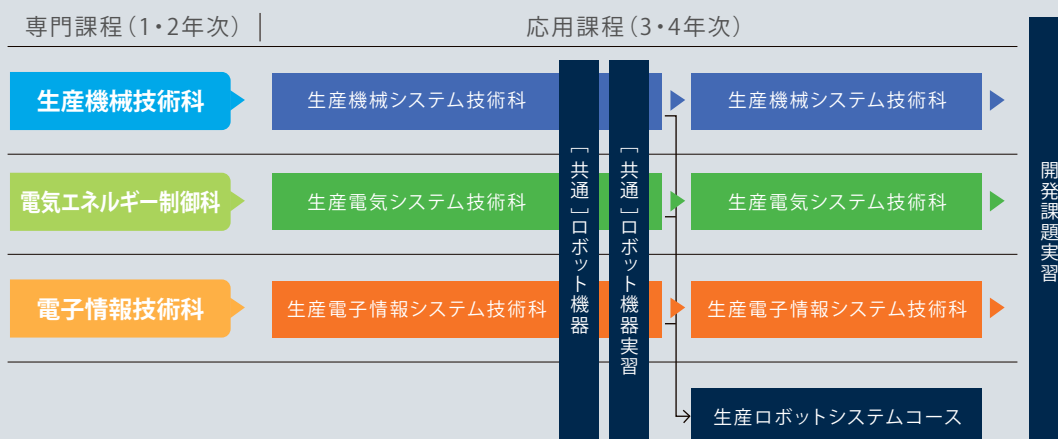 専門課程（1・2年次）
応用課程（3・4年次）
生産機械技術科
生産機械システム技術科
生産機械システム技術科
電気エネルギー制御科
生産電気システム技術科
生産電気システム技術科
電子情報技術科
生産電子情報システム技術科
生産電子情報システム技術科
［共通］ロボット機器
［共通］ロボット機器実習
生産ロボットシステムコース
開発課題実習